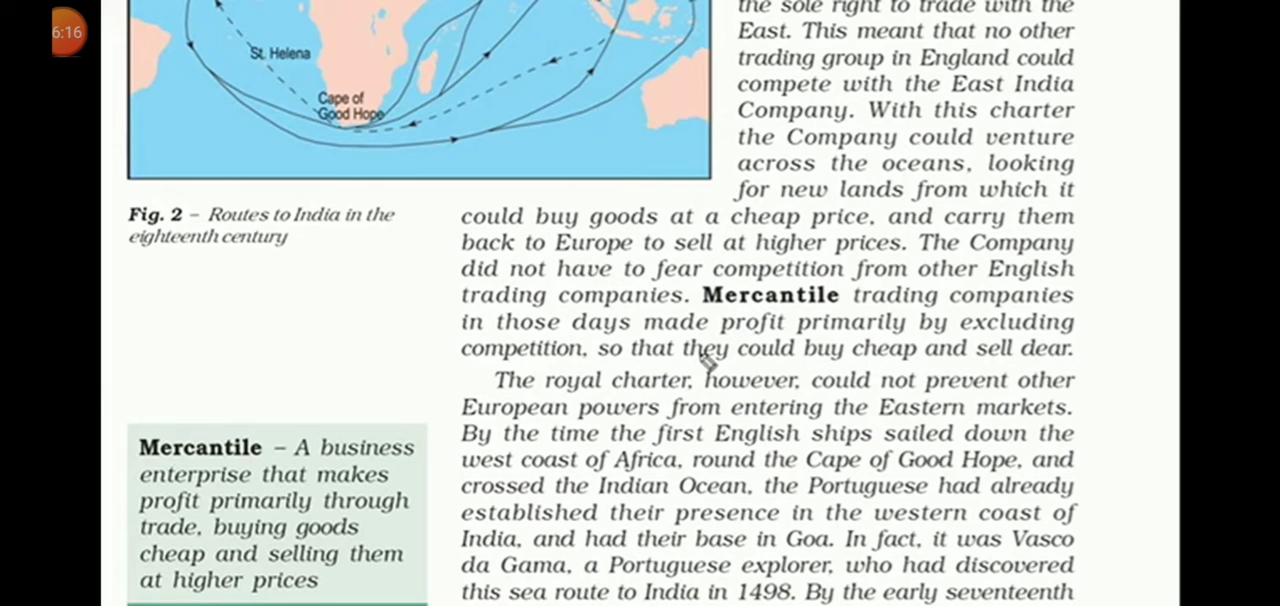 6:16
St. Helena
Cape of
Good Hope
Fig. 2 – Routes to India in the
eighteenth century
the sole right to trade with the
East. This meant that no other
trading group in England could
compete with the East India
Company. With this charter
the Company could venture
across the oceans, looking
for new lands from which it
could buy goods at a cheap price, and carry them
back to Europe to sell at higher prices. The Company
did not have to fear competition from other English
trading companies. Mercantile trading companies
in those days made profit primarily by excluding
competition, so that they could buy cheap and sell dear.
The royal charter, however, could not prevent other
European powers from entering the Eastern markets.
By the time the first English ships sailed down the
west coast of Africa, round the Cape of Good Hope, and
crossed the Indian Ocean, the Portuguese had already
established their presence in the western coast of
India, and had their base in Goa. In fact, it was Vasco
da Gama, a Portuguese explorer, who had discovered
this sea route to India in 1498. By the early seventeenth
Mercantile – A business
enterprise that makes
profit primarily through
trade, buying goods
cheap and selling them
at higher prices